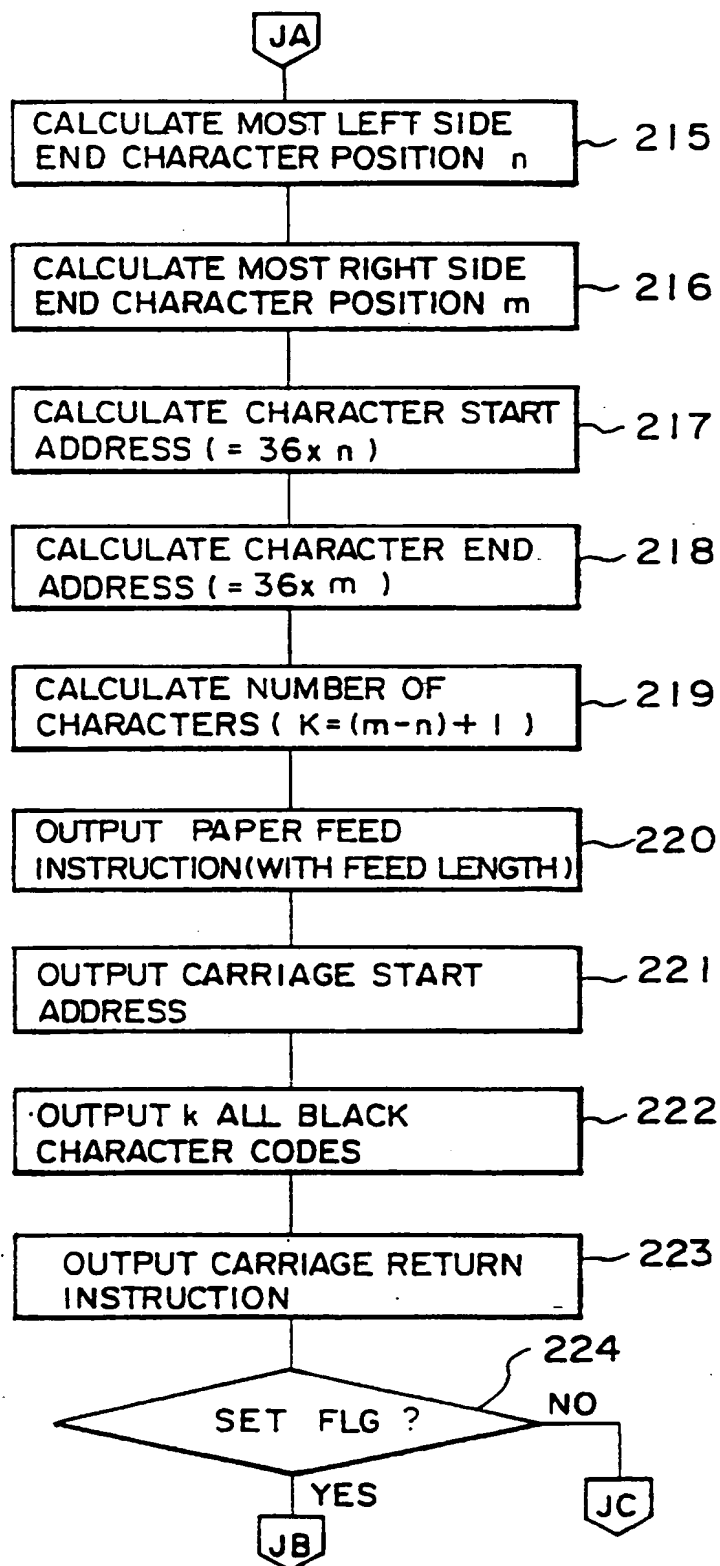 JA
CALCULATE MOST LEFT SIDE
END CHARACTER POSITION n
215
CALCULATE MOST RIGHT SIDE
END CHARACTER POSITION m
216
CALCULATE CHARACTER START
ADDRESS (= 36x n)
217
CALCULATE CHARACTER END
ADDRESS (= 36x m)
218
CALCULATE NUMBER OF
CHARACTERS ( K=(m-n)+ 1 )
219
OUTPUT PAPER FEED
INSTRUCTION(WITH FEED LENGTH)
220
OUTPUT CARRIAGE START
ADDRESS
221
OUTPUT k ALL BLACK
CHARACTER CODES
222
OUTPUT CARRIAGE RETURN
INSTRUCTION
223
224
SET FLG ?
NO
YES
JC
JB